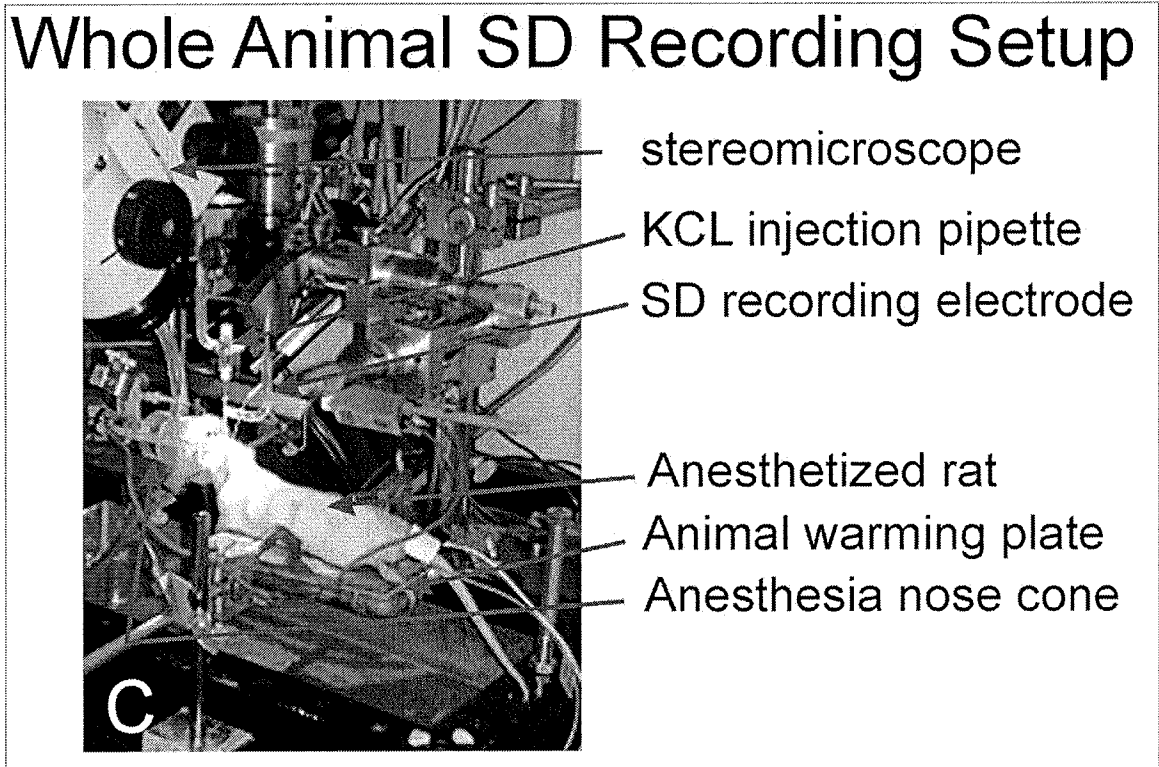 Whole Animal SD Recording Setup
stereomicroscope
KCL injection pipette
SD recording electrode
Anesthetized rat
Animal warming plate
Anesthesia nose cone
C